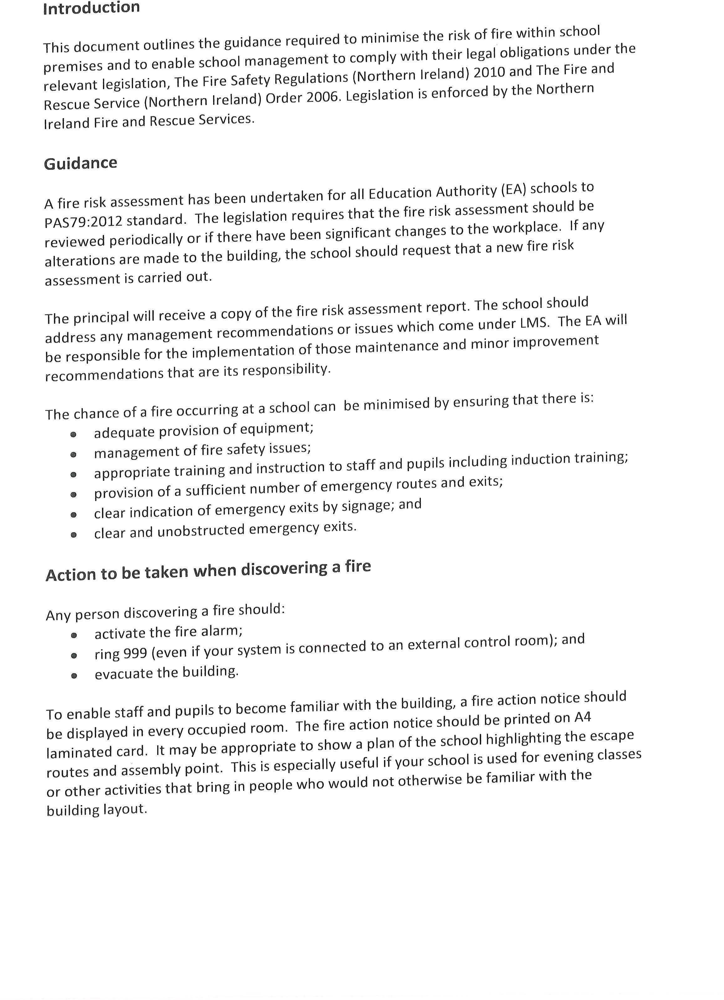 Introduction
This document outlines the guidance required to minimise the risk of fire within school
premises and to enable school management to comply with their legal obligations under the
relevant legislation, The Fire Safety Regulations (Northern Ireland) 2010 and The Fire and
Rescue Service (Northern Ireland) Order 2006. Legislation is enforced by the Northern
Ireland Fire and Rescue Services.
Guidance
A fire risk assessment has been undertaken for all Education Authority (EA) schools to
PAS79:2012 standard.  The legislation requires that the fire risk assessment should be
reviewed periodically or if there have been significant changes to the workplace.  If any
alterations are made to the building, the school should request that a new fire risk
assessment is carried out.
The principal will receive a copy of the fire risk assessment report. The school should
address any management recommendations or issues which come under LMS.  The EA will
be responsible for the implementation of those maintenance and minor improvement
recommendations that are its responsibility.
The chance of a fire occurring at a school can  be minimised by ensuring that there is:
• adequate provision of equipment;
• management of fire safety issues;
• appropriate training and instruction to staff and pupils including induction training;
• provision of a sufficient number of emergency routes and exits;
• clear indication of emergency exits by signage; and
• clear and unobstructed emergency exits.
Action to be taken when discovering a fire
Any person discovering a fire should:
• activate the fire alarm;
• ring 999 (even if your system is connected to an external control room); and
• evacuate the building.
To enable staff and pupils to become familiar with the building, a fire action notice should
be displayed in every occupied room.  The fire action notice should be printed on A4
laminated card.  It may be appropriate to show a plan of the school highlighting the escape
routes and assembly point.  This is especially useful if your school is used for evening classes
or other activities that bring in people who would not otherwise be familiar with the
building layout.